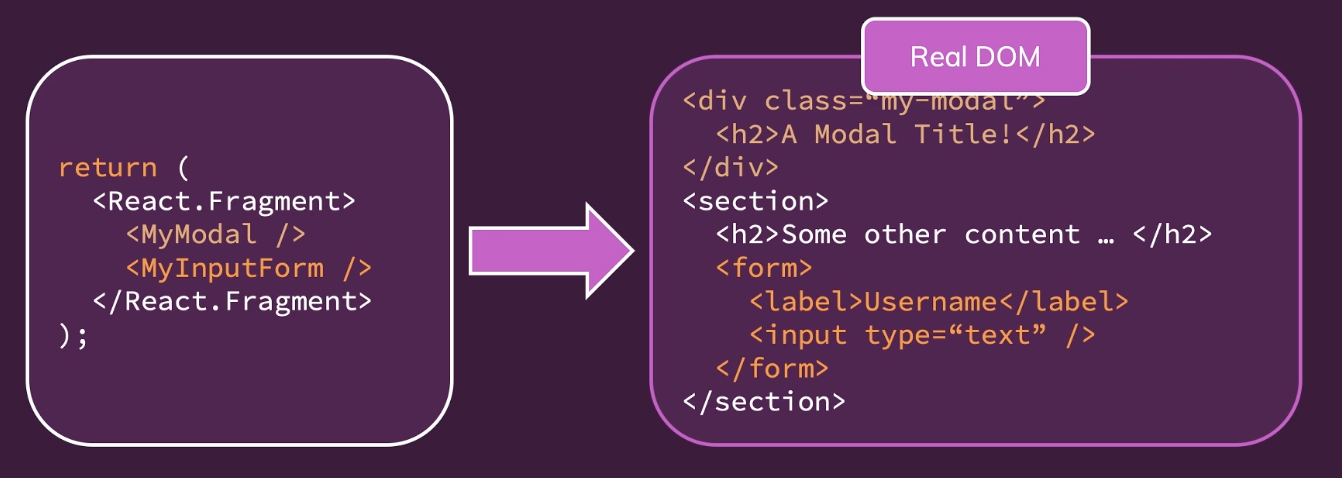 return (
<React.Fragment>
<MyModal />
<MyInputForm />
</React.Fragment>
);
Real DOM
<div class=“my-modal”>
<h2>A Modal Title!</h2>
</div>
<section>
<h2>Some other content … </h2>
<form>
<label>Username</label>
<input type=“text” />
</form>
</section>